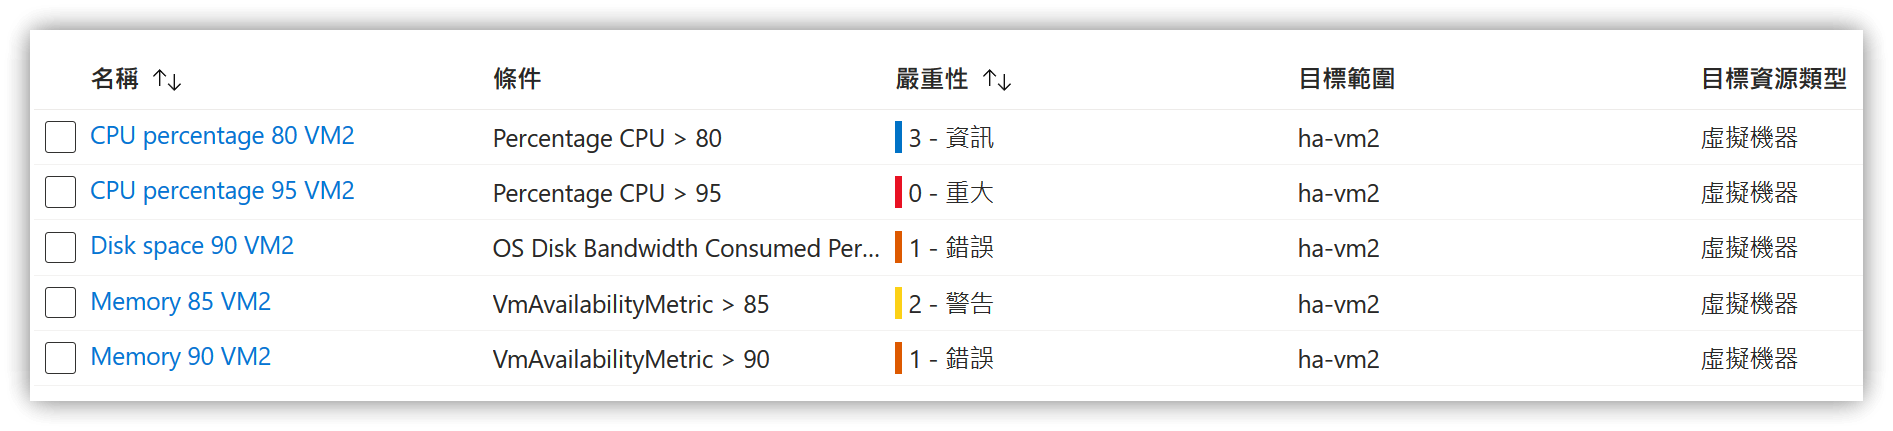 名稱 ↑↓ 條件 嚴重性 ↑↓ 目標範圍 目標資源類型
CPU percentage 80 VM2 Percentage CPU > 80 3 - 資訊 ha-vm2 虛擬機器
CPU percentage 95 VM2 Percentage CPU > 95 0 - 重大 ha-vm2 虛擬機器
Disk space 90 VM2 OS Disk Bandwidth Consumed Per... 1 - 錯誤 ha-vm2 虛擬機器
Memory 85 VM2 VmAvailabilityMetric > 85 2 - 警告 ha-vm2 虛擬機器
Memory 90 VM2 VmAvailabilityMetric > 90 1 - 錯誤 ha-vm2 虛擬機器